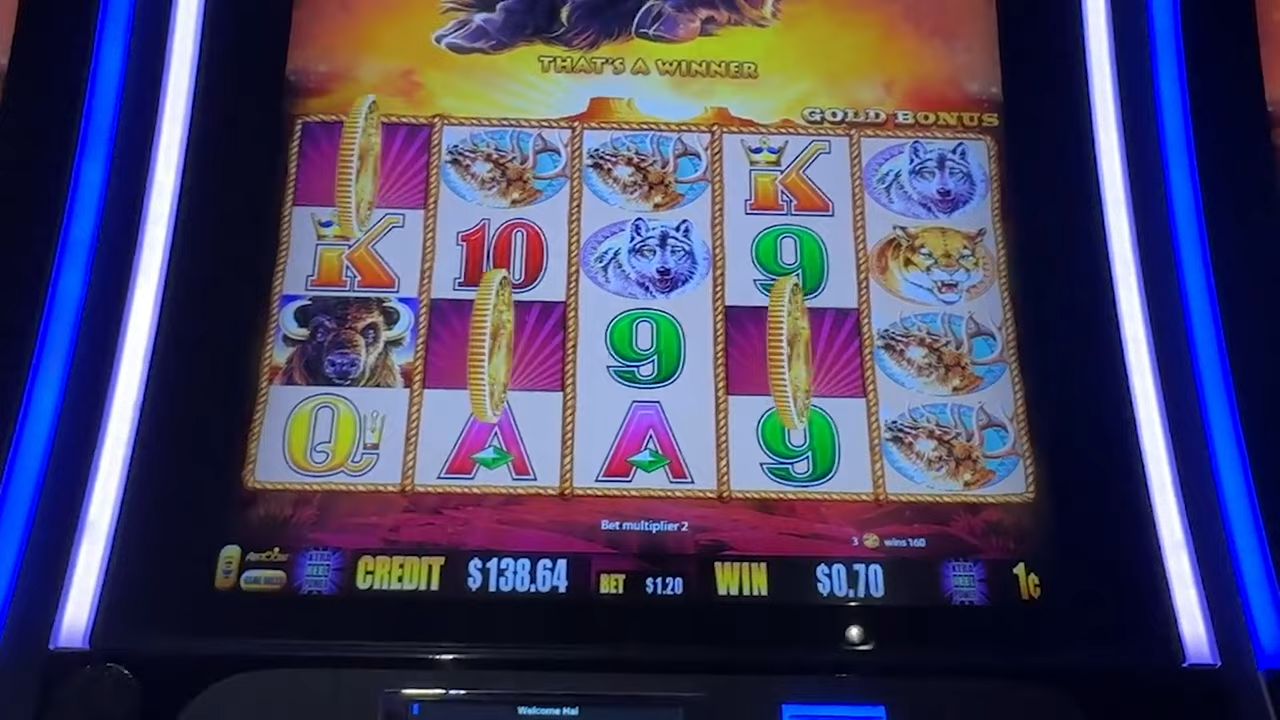 THAT'S A WINNER
GOLD BONUS
K
K
10
9
9
Q
A
A
9
Bet multiplier 2
3 wins 160
CREDIT $138.64 BET $1.20 WIN $0.70 1¢
Welcome Hal